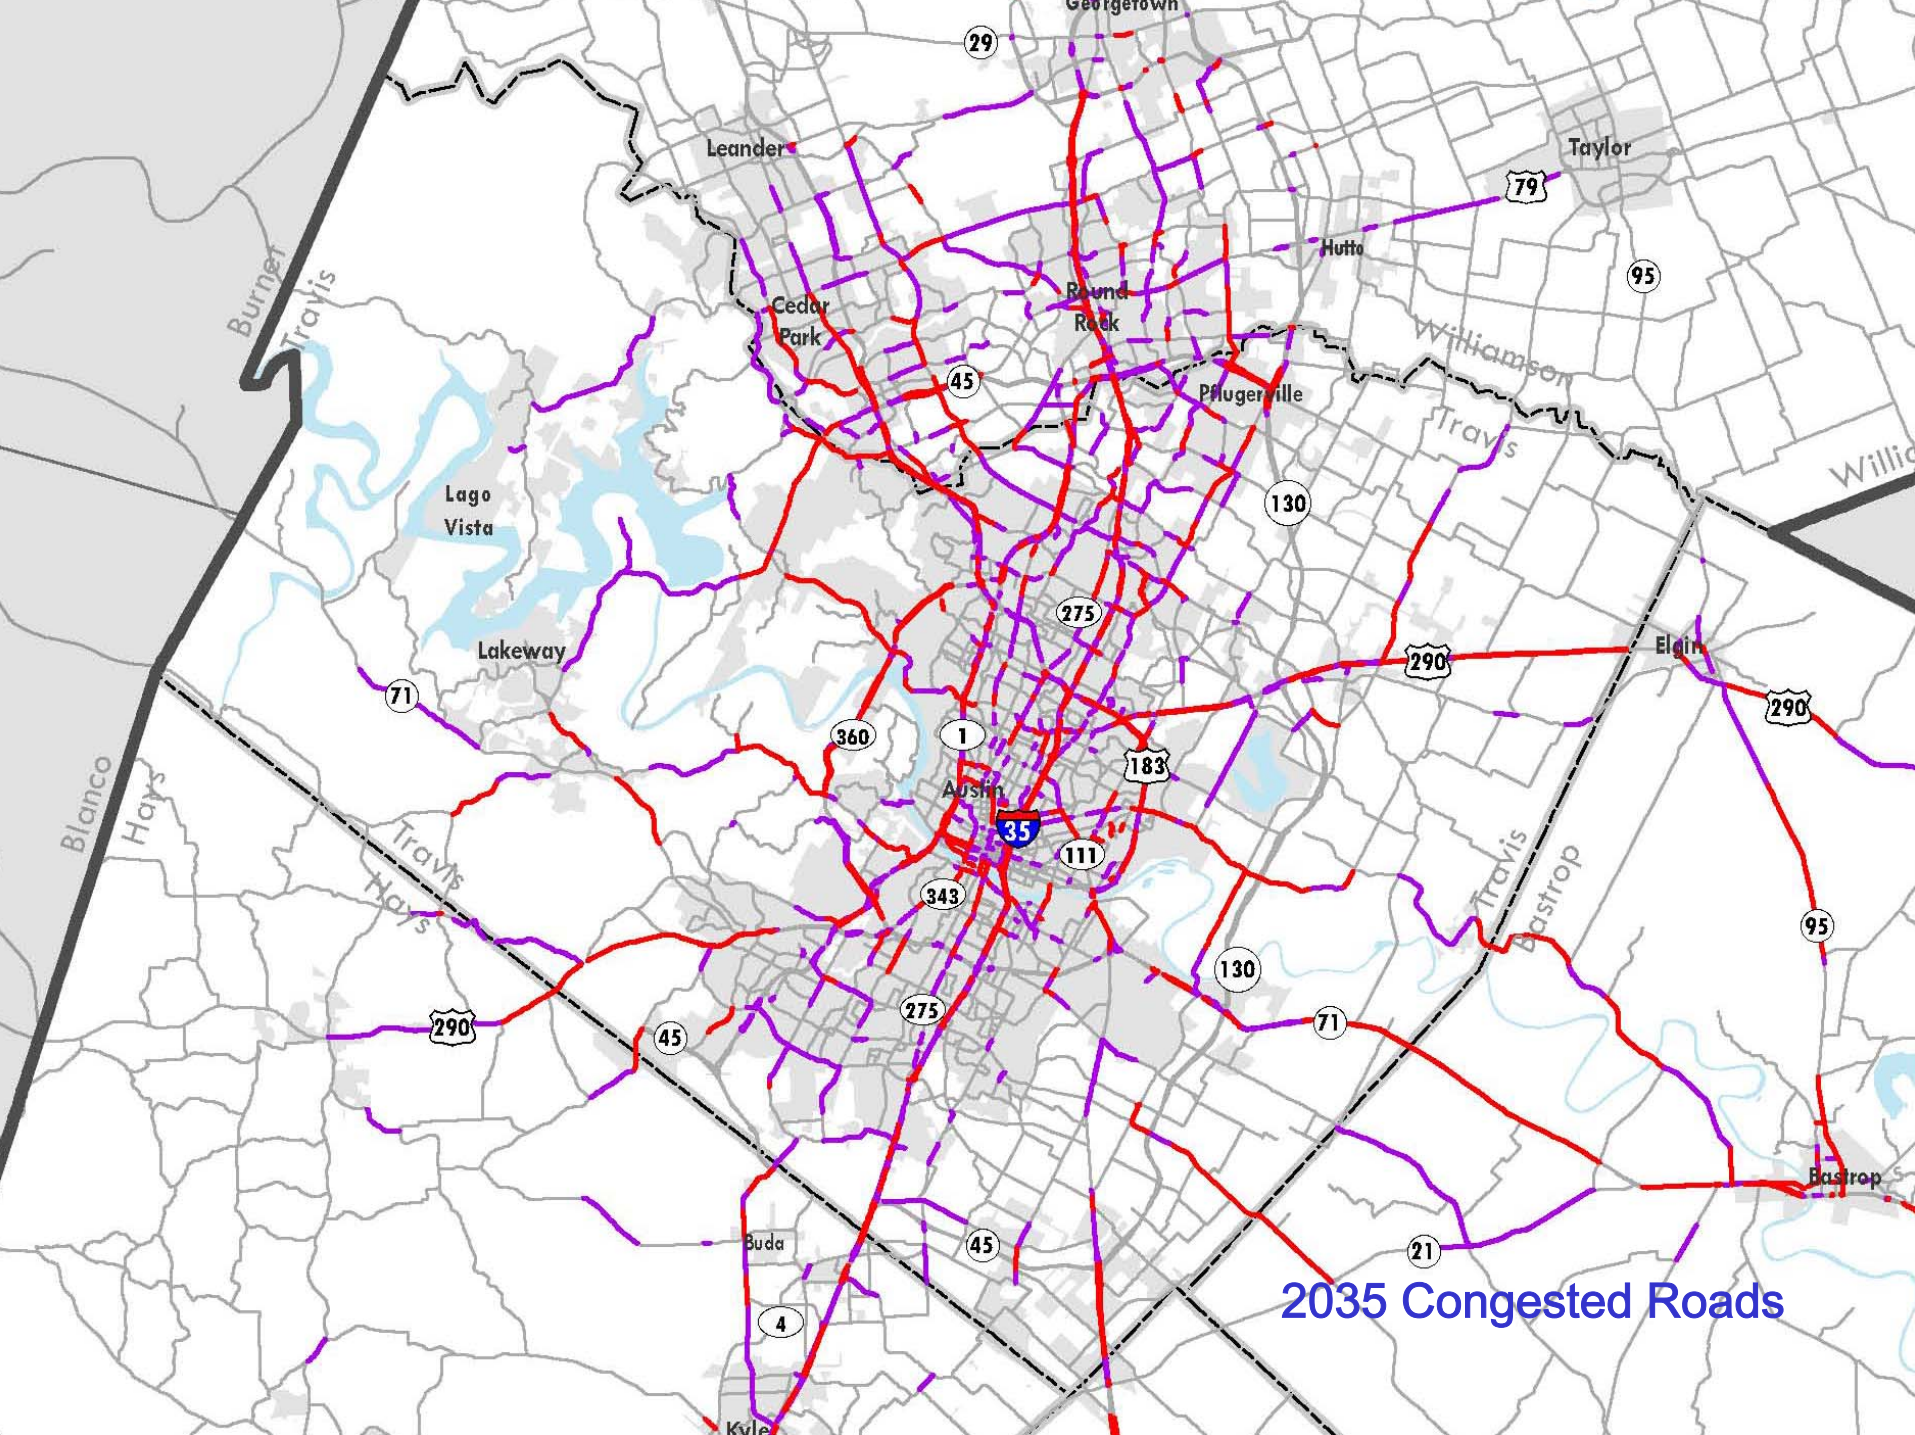 Georgetown
29
Leander
Taylor
79
Hutto
95
Burnet
Travis
Cedar
Park
Round
Rock
Williamson
45
Pflugerville
Travis
Lago
Vista
130
275
Lakeway
Elgin
290
71
290
360
1
183
Austin
35
111
Blanco
Hays
Travis
Hays
343
Travis
Bastrop
95
130
275
290
45
71
Bastrop
Buda
45
21
2035 Congested Roads
4
Kyle